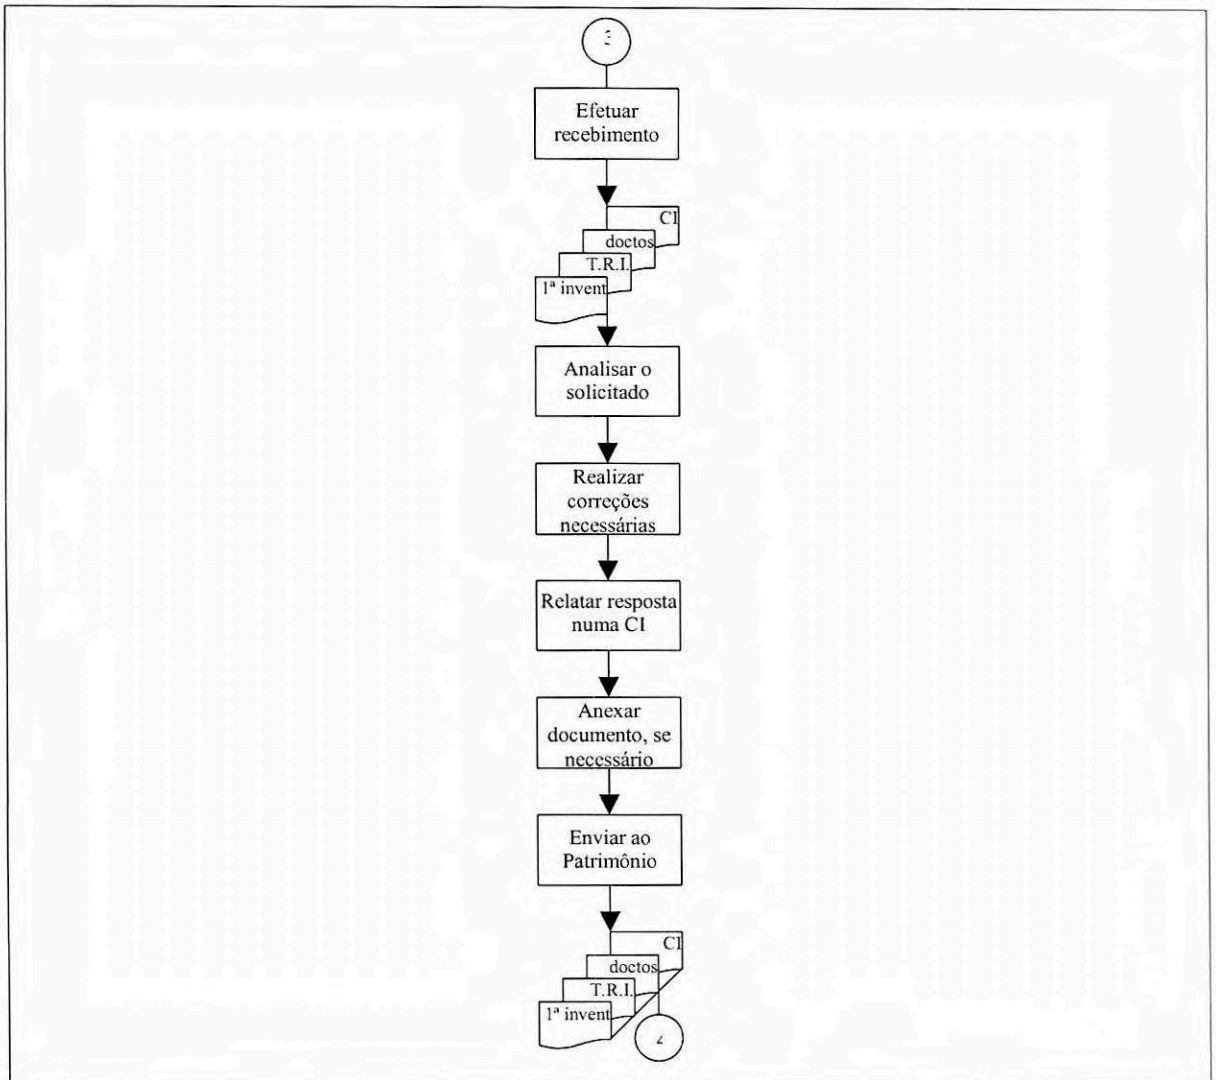 3
Efetuar
recebimento
CI
doctos
T.R.I.
1ª invent
Analisar o
solicitado
Realizar
correções
necessárias
Relatar resposta
numa CI
Anexar
documento, se
necessário
Enviar ao
Patrimônio
CI
doctos
T.R.I.
1ª invent